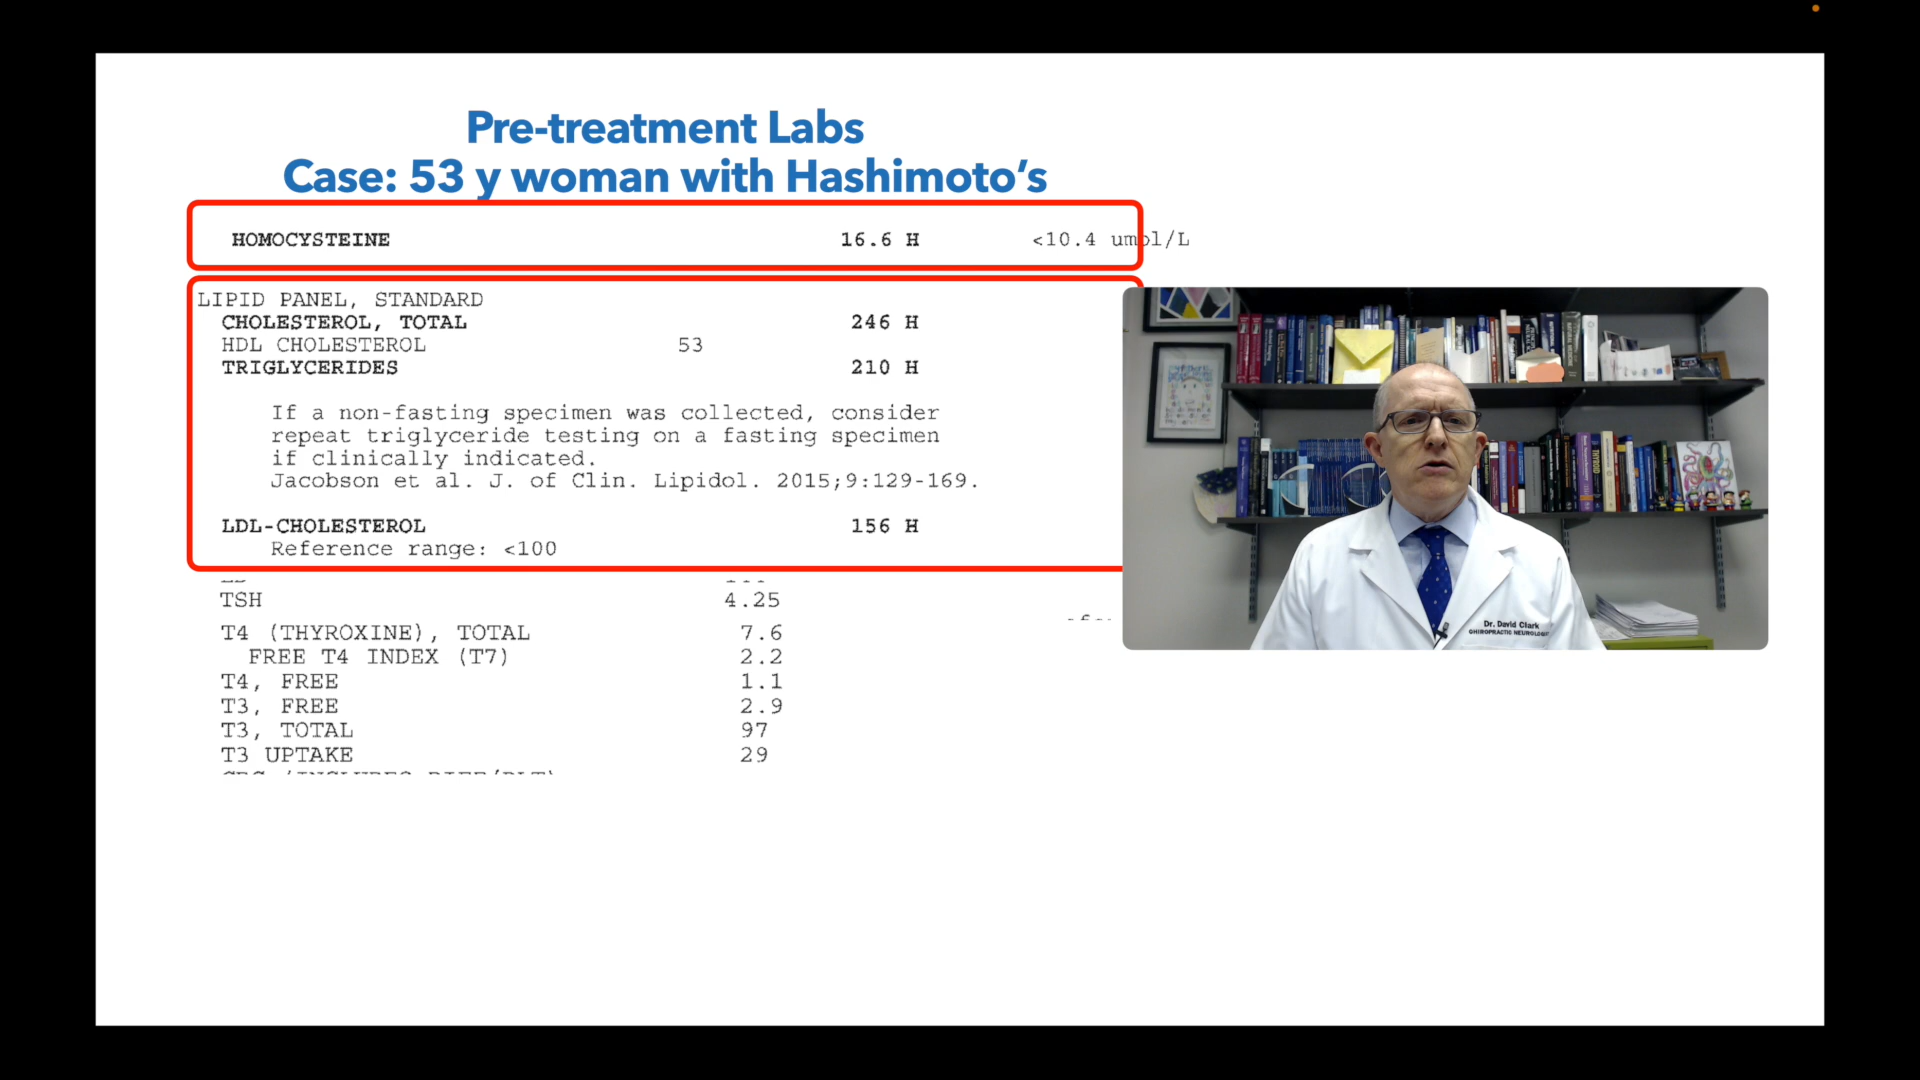 Pre-treatment Labs
Case: 53 y woman with Hashimoto's
HOMOCYSTEINE 16.6 H <10.4 umol/L
LIPID PANEL, STANDARD
CHOLESTEROL, TOTAL 246 H
HDL CHOLESTEROL 53
TRIGLYCERIDES 210 H
If a non-fasting specimen was collected, consider
repeat triglyceride testing on a fasting specimen
if clinically indicated.
Jacobson et al. J. of Clin. Lipidol. 2015;9:129-169.
LDL-CHOLESTEROL 156 H
Reference range: <100
TSH 4.25
T4 (THYROXINE), TOTAL 7.6
FREE T4 INDEX (T7) 2.2
T4, FREE 1.1
T3, FREE 2.9
T3, TOTAL 97
T3 UPTAKE 29
Dr. David Clark
CHIROPRACTIC NEUROLOGIST
THYROID